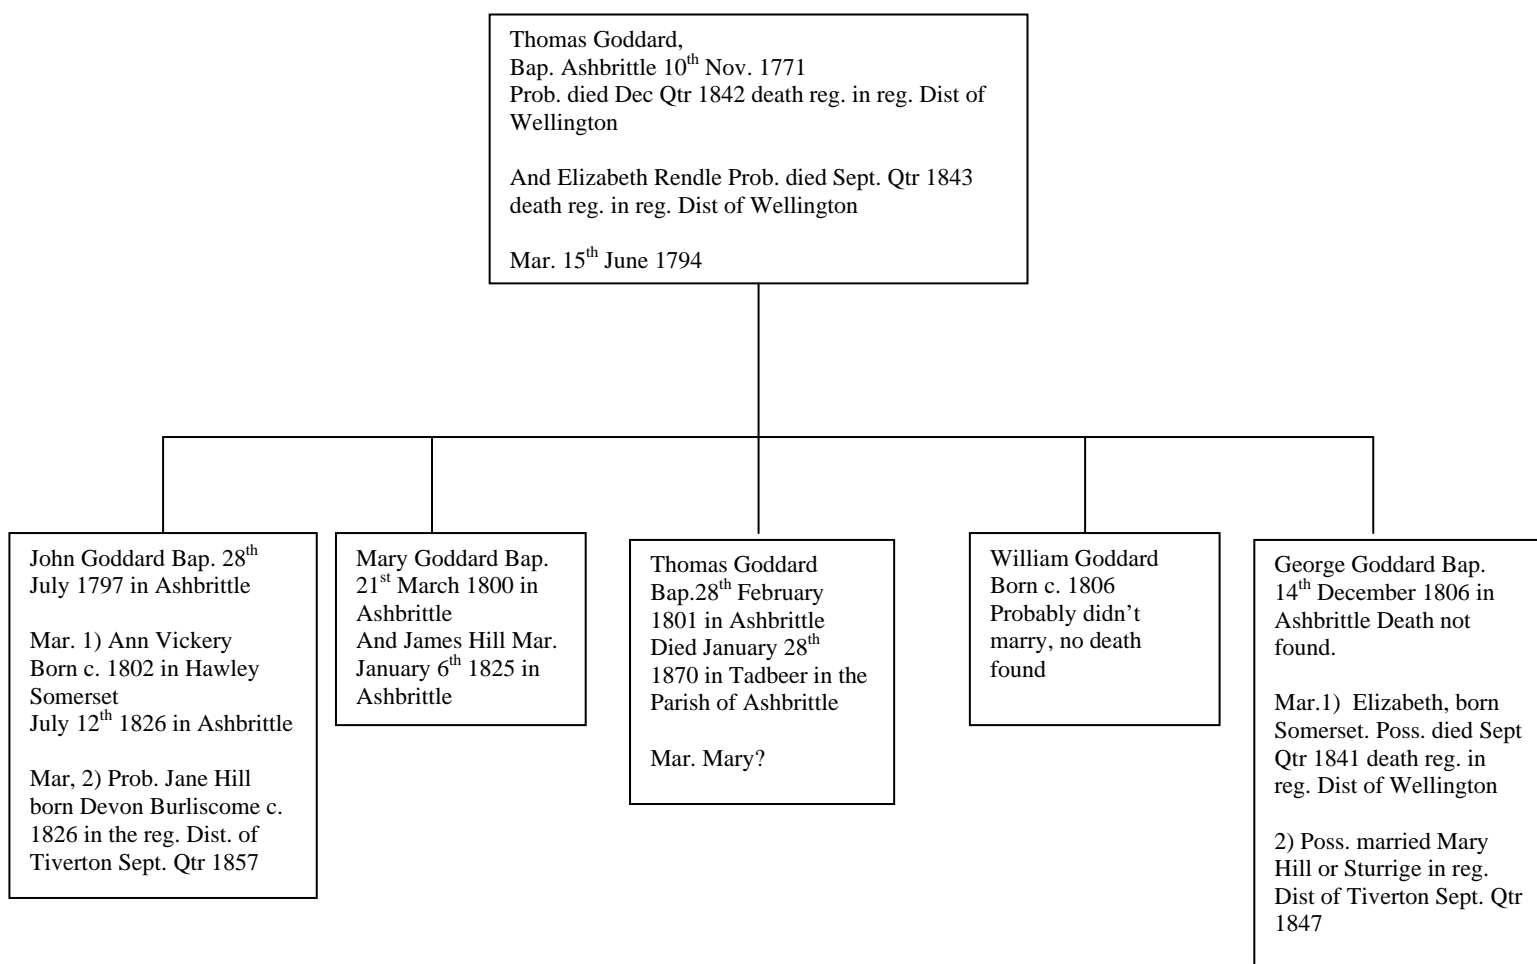 Thomas Goddard,
Bap. Ashbrittle 10th Nov. 1771
Prob. died Dec Qtr 1842 death reg. in reg. Dist of
Wellington
And Elizabeth Rendle Prob. died Sept. Qtr 1843
death reg. in reg. Dist of Wellington
Mar. 15th June 1794
John Goddard Bap. 28th
July 1797 in Ashbrittle
Mar. 1) Ann Vickery
Born c. 1802 in Hawley
Somerset
July 12th 1826 in Ashbrittle
Mar, 2) Prob. Jane Hill
born Devon Burliscome c.
1826 in the reg. Dist. of
Tiverton Sept. Qtr 1857
Mary Goddard Bap.
21st March 1800 in
Ashbrittle
And James Hill Mar.
January 6th 1825 in
Ashbrittle
Thomas Goddard
Bap.28th February
1801 in Ashbrittle
Died January 28th
1870 in Tadbeer in the
Parish of Ashbrittle
Mar. Mary?
William Goddard
Born c. 1806
Probably didn’t
marry, no death
found
George Goddard Bap.
14th December 1806 in
Ashbrittle Death not
found.
Mar.1) Elizabeth, born
Somerset. Poss. died Sept
Qtr 1841 death reg. in
reg. Dist of Wellington
2) Poss. married Mary
Hill or Sturrige in reg.
Dist of Tiverton Sept. Qtr
1847